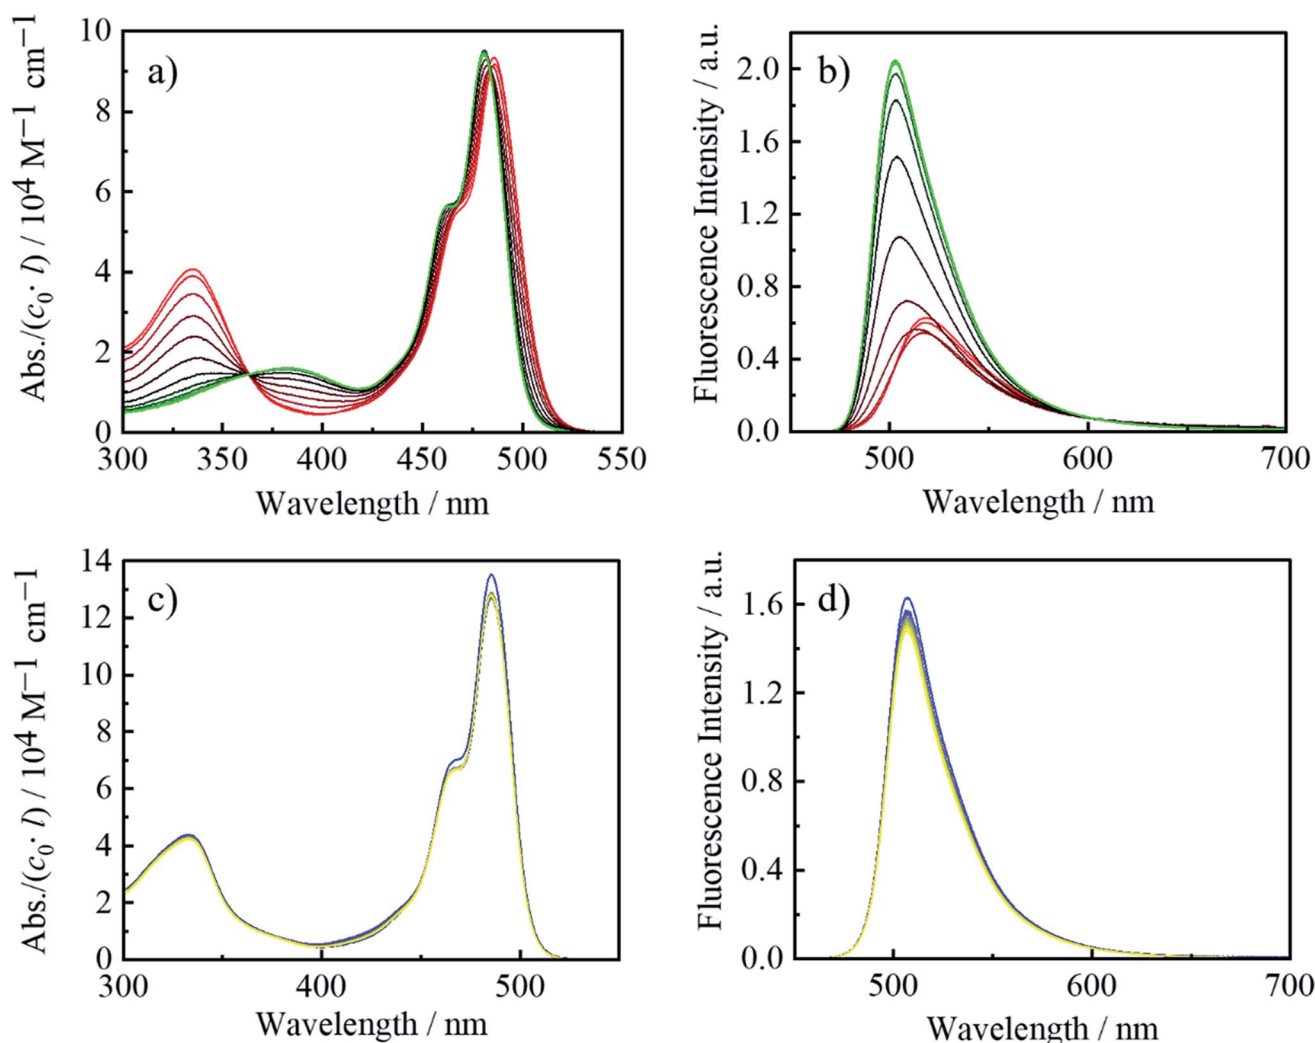 Abs./(c₀· l) / 10⁴ M⁻¹ cm⁻¹
10
8
6
4
2
0
a)
300 350 400 450 500 550
Wavelength / nm
Fluorescence Intensity / a.u.
2.0
1.6
1.2
0.8
0.4
0.0
b)
500 600 700
Wavelength / nm
Abs./(c₀· l) / 10⁴ M⁻¹ cm⁻¹
14
12
10
8
6
4
2
0
c)
300 400 500
Wavelength / nm
Fluorescence Intensity / a.u.
1.6
1.2
0.8
0.4
0.0
d)
500 600 700
Wavelength / nm